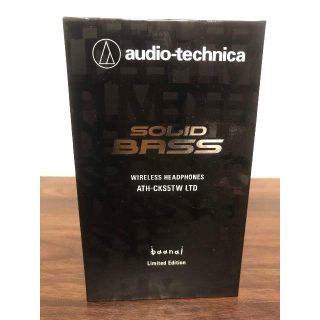 audio-technica
SOLID
BASS
WIRELESS HEADPHONES
ATH-CKS5TW LTD
Limited Edition